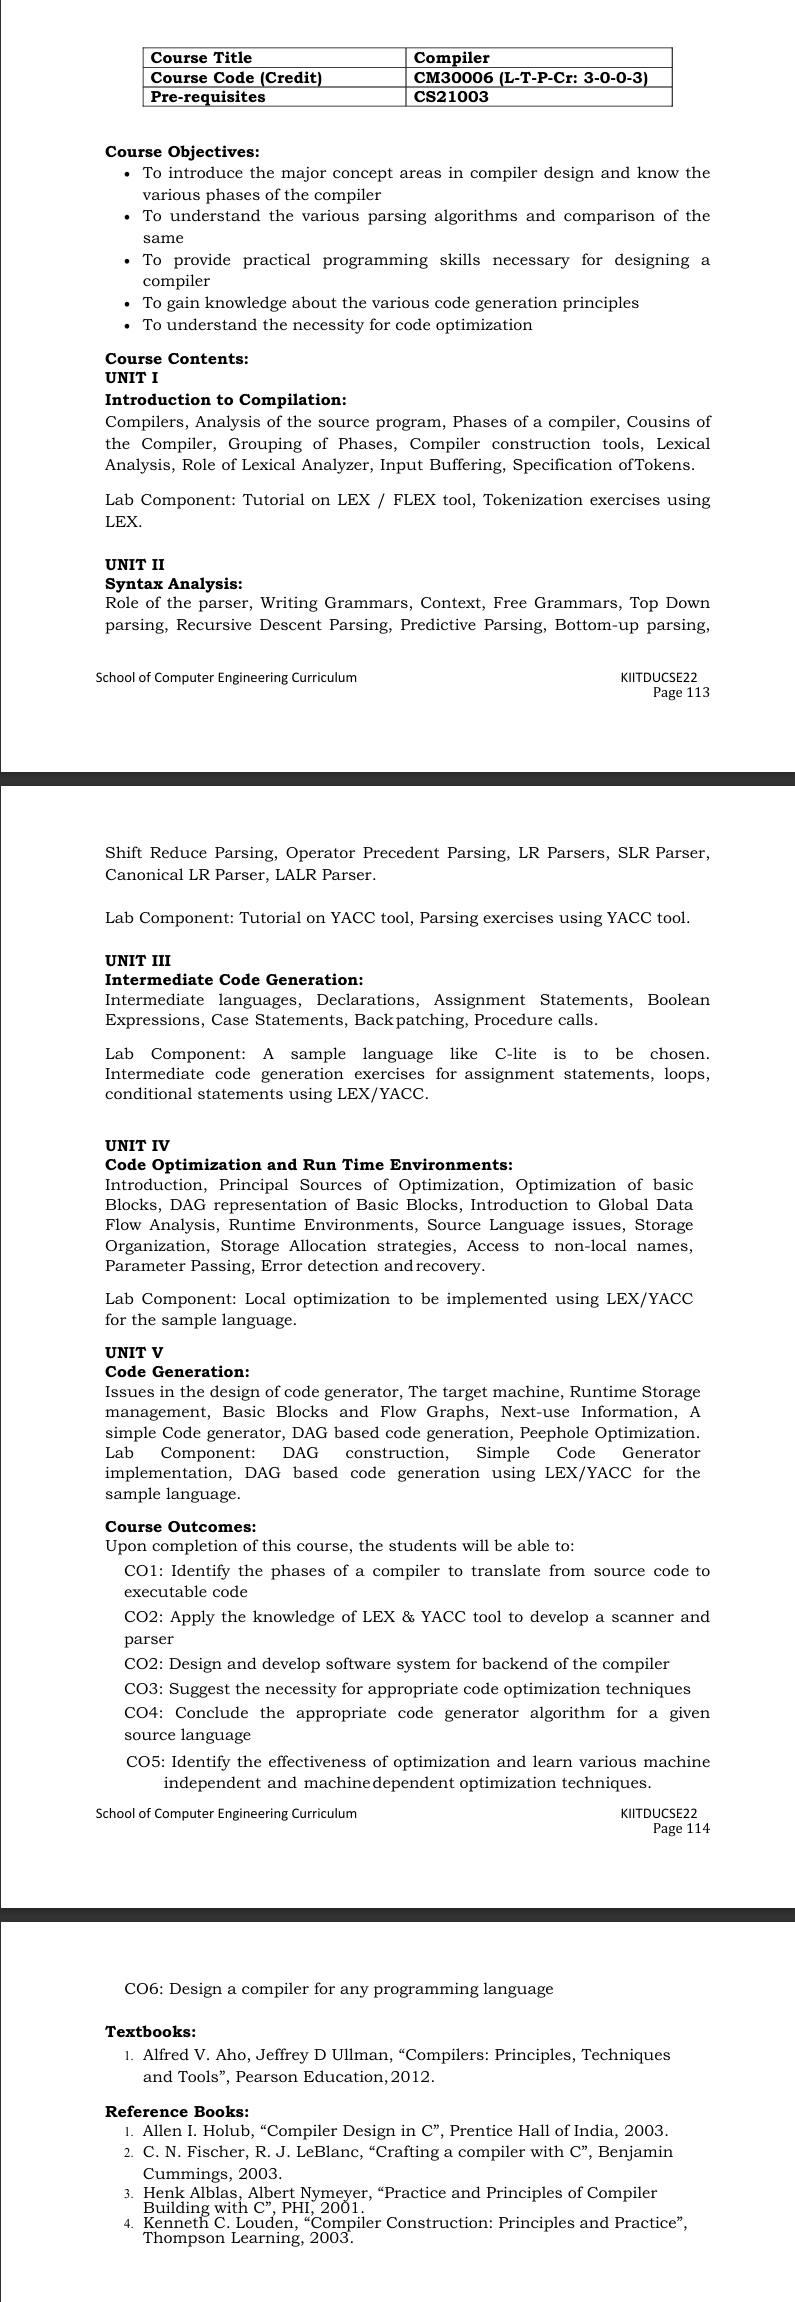 Course Title Compiler
Course Code (Credit) CM30006 (L-T-P-Cr: 3-0-0-3)
Pre-requisites CS21003
Course Objectives:
• To introduce the major concept areas in compiler design and know the
various phases of the compiler
• To understand the various parsing algorithms and comparison of the
same
• To provide practical programming skills necessary for designing a
compiler
• To gain knowledge about the various code generation principles
• To understand the necessity for code optimization
Course Contents:
UNIT I
Introduction to Compilation:
Compilers, Analysis of the source program, Phases of a compiler, Cousins of
the Compiler, Grouping of Phases, Compiler construction tools, Lexical
Analysis, Role of Lexical Analyzer, Input Buffering, Specification of Tokens.
Lab Component: Tutorial on LEX / FLEX tool, Tokenization exercises using
LEX.
UNIT II
Syntax Analysis:
Role of the parser, Writing Grammars, Context, Free Grammars, Top Down
parsing, Recursive Descent Parsing, Predictive Parsing, Bottom-up parsing,
School of Computer Engineering Curriculum KIITDUCSE22
Page 113
Shift Reduce Parsing, Operator Precedent Parsing, LR Parsers, SLR Parser,
Canonical LR Parser, LALR Parser.
Lab Component: Tutorial on YACC tool, Parsing exercises using YACC tool.
UNIT III
Intermediate Code Generation:
Intermediate languages, Declarations, Assignment Statements, Boolean
Expressions, Case Statements, Back patching, Procedure calls.
Lab Component: A sample language like C-lite is to be chosen.
Intermediate code generation exercises for assignment statements, loops,
conditional statements using LEX/YACC.
UNIT IV
Code Optimization and Run Time Environments:
Introduction, Principal Sources of Optimization, Optimization of basic
Blocks, DAG representation of Basic Blocks, Introduction to Global Data
Flow Analysis, Runtime Environments, Source Language issues, Storage
Organization, Storage Allocation strategies, Access to non-local names,
Parameter Passing, Error detection and recovery.
Lab Component: Local optimization to be implemented using LEX/YACC
for the sample language.
UNIT V
Code Generation:
Issues in the design of code generator, The target machine, Runtime Storage
management, Basic Blocks and Flow Graphs, Next-use Information, A
simple Code generator, DAG based code generation, Peephole Optimization.
Lab Component: DAG construction, Simple Code Generator
implementation, DAG based code generation using LEX/YACC for the
sample language.
Course Outcomes:
Upon completion of this course, the students will be able to:
CO1: Identify the phases of a compiler to translate from source code to
executable code
CO2: Apply the knowledge of LEX & YACC tool to develop a scanner and
parser
CO2: Design and develop software system for backend of the compiler
CO3: Suggest the necessity for appropriate code optimization techniques
CO4: Conclude the appropriate code generator algorithm for a given
source language
CO5: Identify the effectiveness of optimization and learn various machine
independent and machine dependent optimization techniques.
School of Computer Engineering Curriculum KIITDUCSE22
Page 114
CO6: Design a compiler for any programming language
Textbooks:
1. Alfred V. Aho, Jeffrey D Ullman, “Compilers: Principles, Techniques
and Tools”, Pearson Education, 2012.
Reference Books:
1. Allen I. Holub, “Compiler Design in C”, Prentice Hall of India, 2003.
2. C. N. Fischer, R. J. LeBlanc, “Crafting a compiler with C”, Benjamin
Cummings, 2003.
3. Henk Alblas, Albert Nymeyer, “Practice and Principles of Compiler
Building with C”, PHI, 2001.
4. Kenneth C. Louden, “Compiler Construction: Principles and Practice”,
Thompson Learning, 2003.